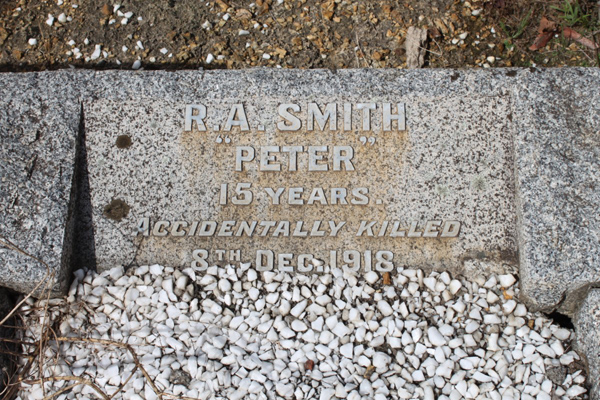 R.A. SMITH
"PETER"
15 YEARS.
ACCIDENTALLY KILLED
8TH DEC. 1918